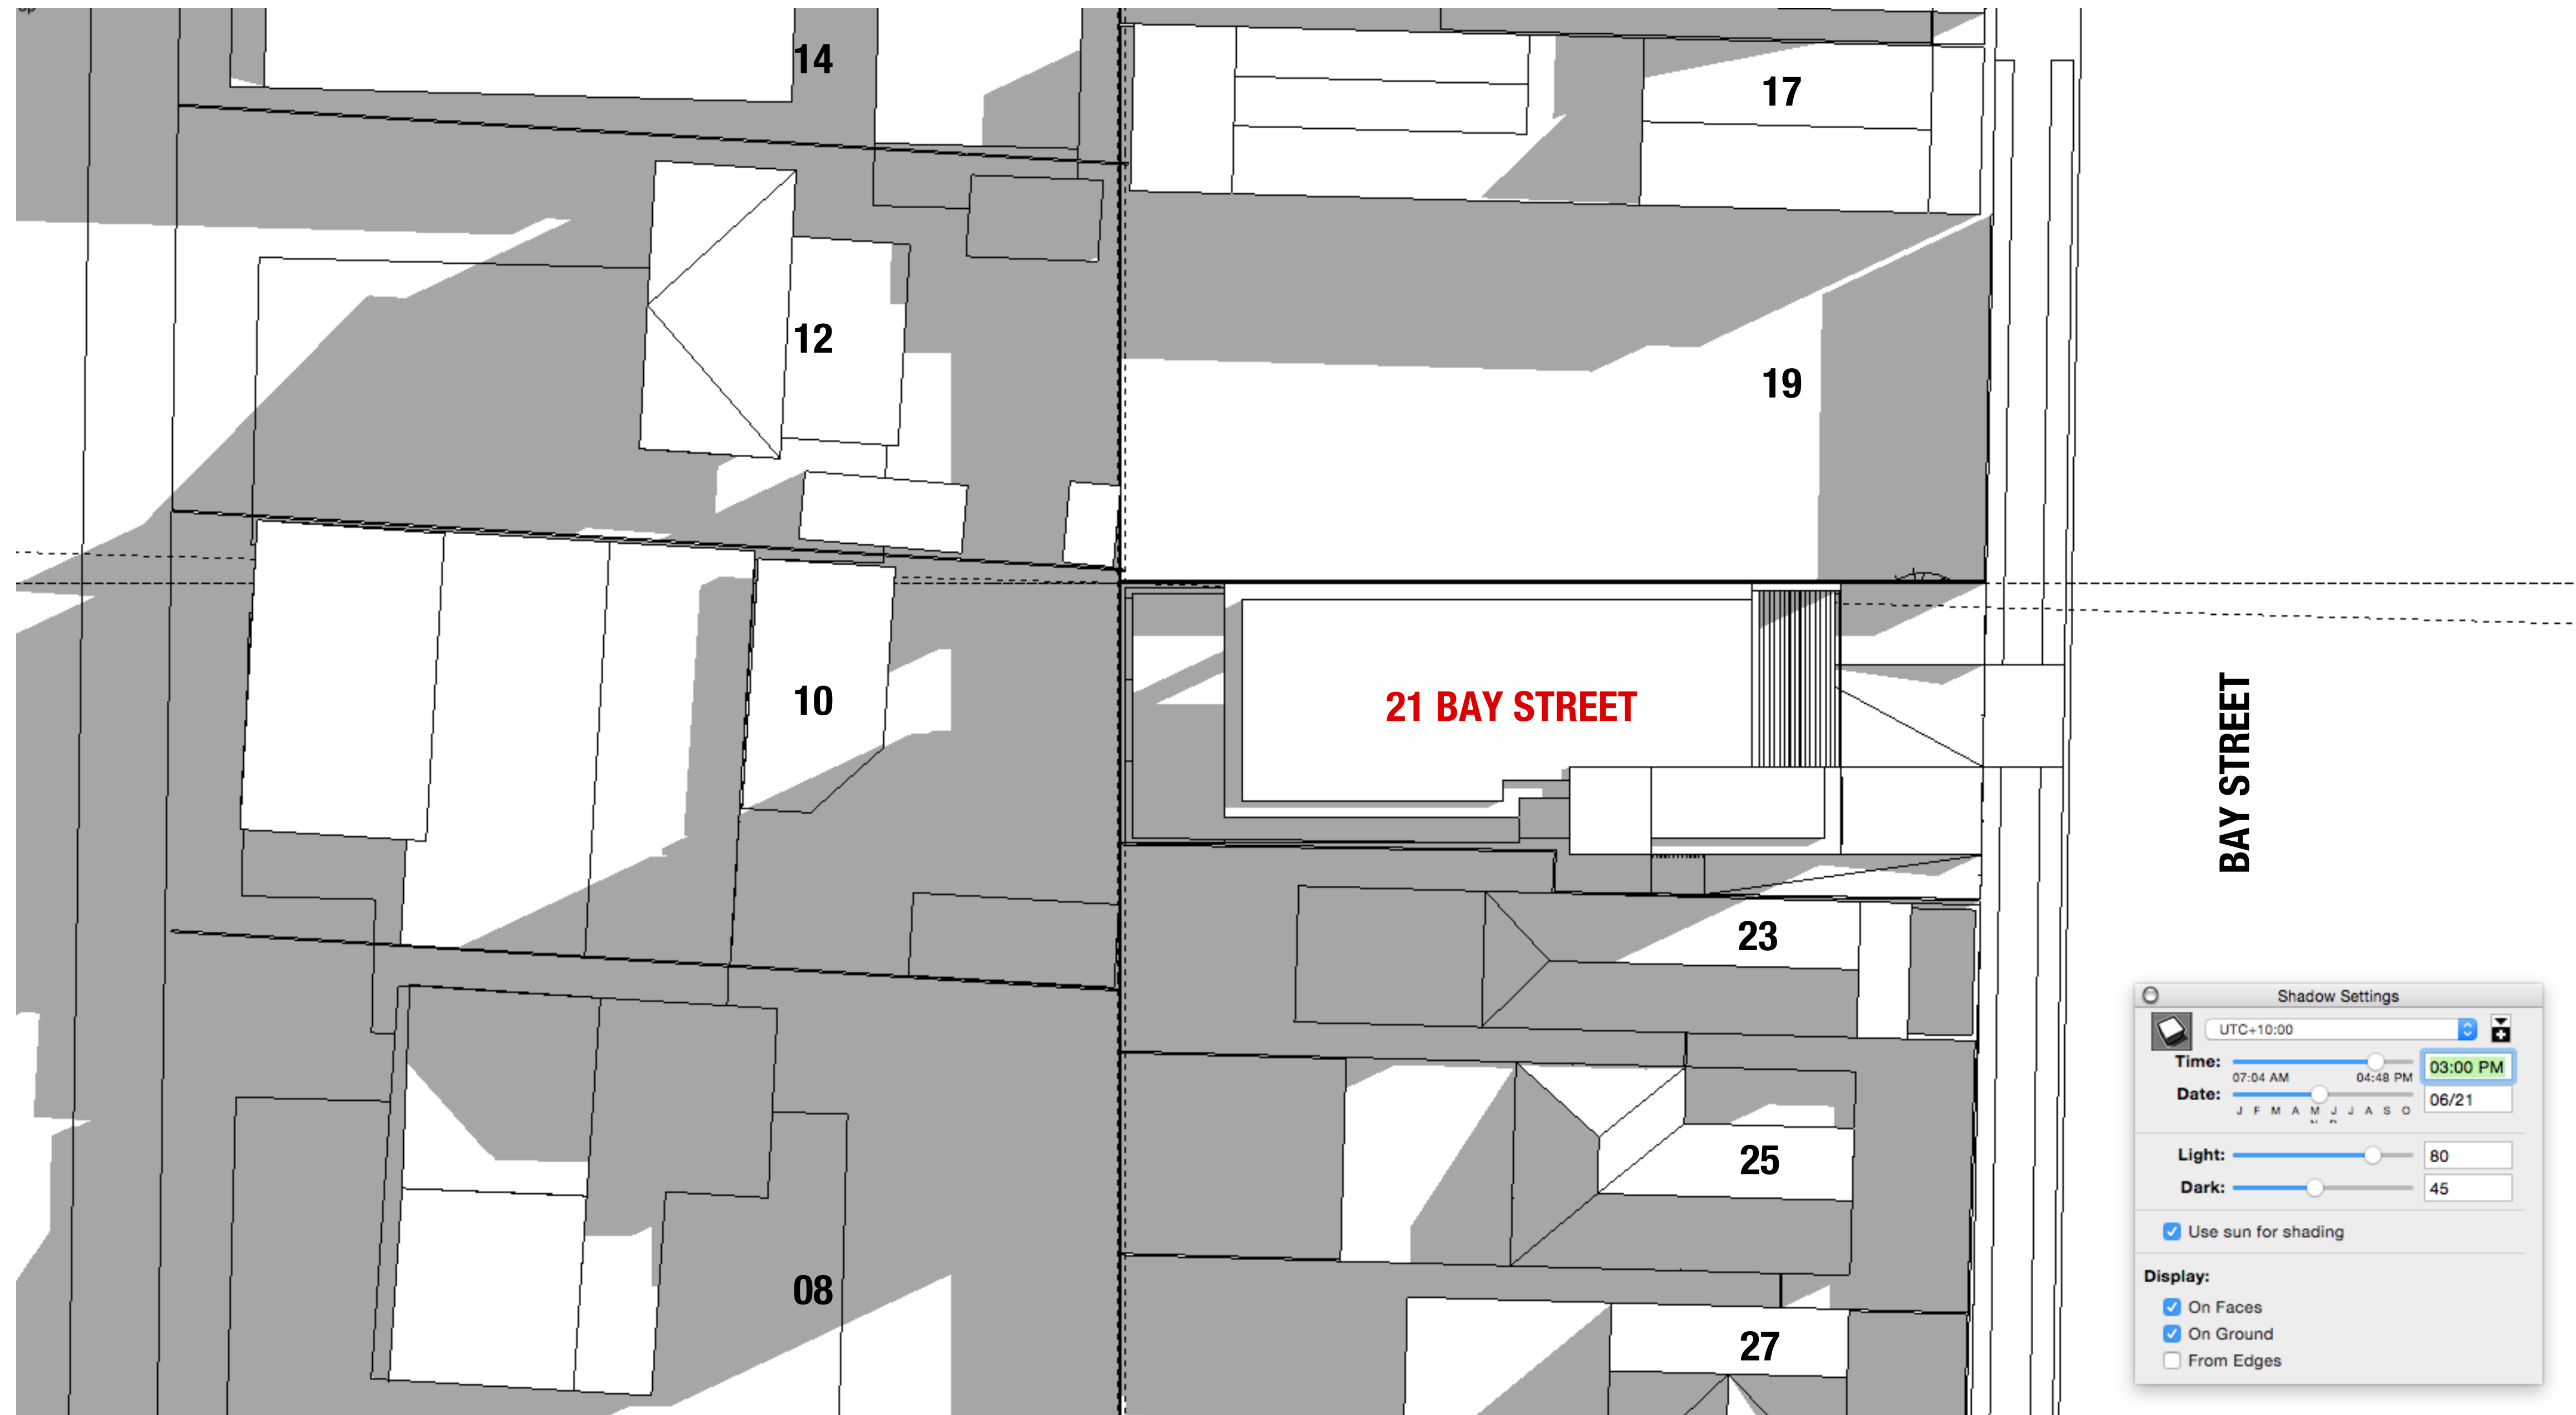 14
17
12
19
10
21 BAY STREET
BAY STREET
23
25
08
27
Shadow Settings
UTC+10:00
Time:
03:00 PM
07:04 AM
04:48 PM
Date:
06/21
J F M A M J J A S O
Light:
80
Dark:
45
Use sun for shading
Display:
On Faces
On Ground
From Edges